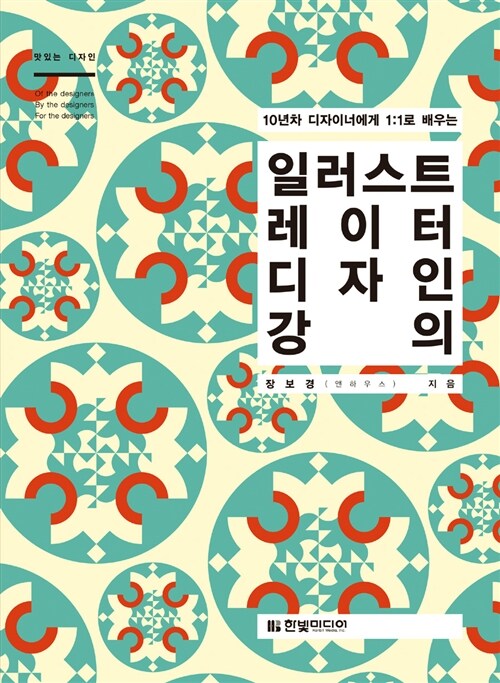 맛있는 디자인
Of the designers
By the designers
For the designers
10년차 디자이너에게 1:1로 배우는
일러스트
레이터
디자인
강의
장보경(앤하우스) 지음
한빛미디어